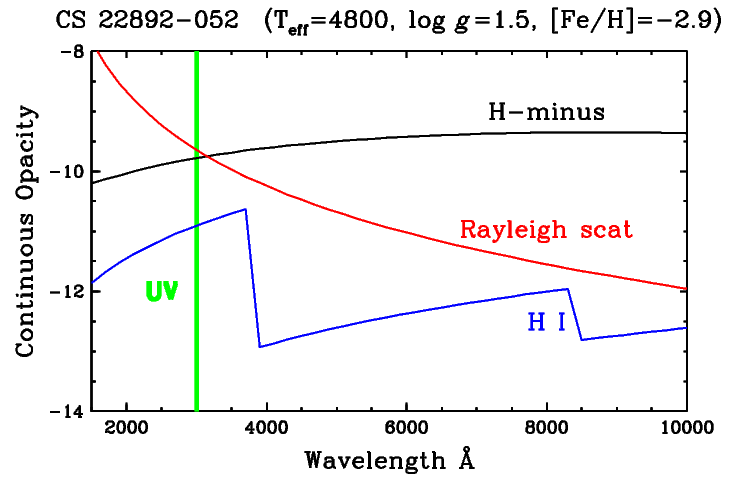 CS 22892-052 (Teff=4800, log g=1.5, [Fe/H]=-2.9)
-8
-10
-12
-14
Continuous Opacity
H-minus
Rayleigh scat
UV
H I
2000 4000 6000 8000 10000
Wavelength Å